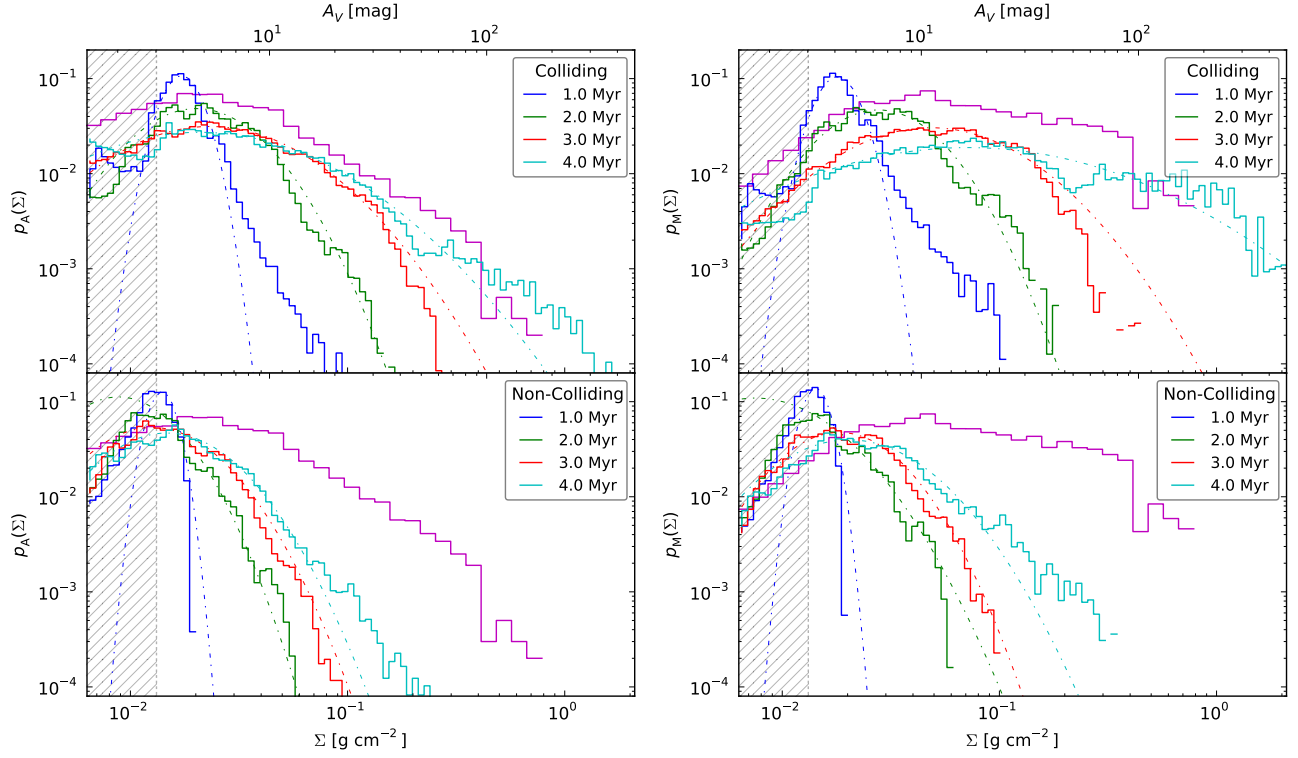 A_V [mag]
A_V [mag]
10^1
10^2
10^1
10^2
10^-1
10^-2
10^-3
10^-4
p_A(Σ)
Colliding
1.0 Myr
2.0 Myr
3.0 Myr
4.0 Myr
10^-1
10^-2
10^-3
10^-4
p_M(Σ)
Colliding
1.0 Myr
2.0 Myr
3.0 Myr
4.0 Myr
10^-1
10^-2
10^-3
10^-4
p_A(Σ)
Non-Colliding
1.0 Myr
2.0 Myr
3.0 Myr
4.0 Myr
10^-1
10^-2
10^-3
10^-4
p_M(Σ)
Non-Colliding
1.0 Myr
2.0 Myr
3.0 Myr
4.0 Myr
10^-2
10^-1
10^0
10^-2
10^-1
10^0
Σ [g cm^-2]
Σ [g cm^-2]